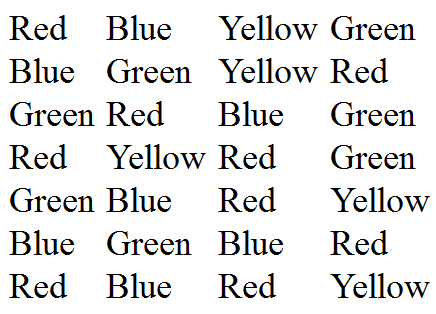 Red Blue Yellow Green
Blue Green Yellow Red
Green Red Blue Green
Red Yellow Red Green
Green Blue Red Yellow
Blue Green Blue Red
Red Blue Red Yellow